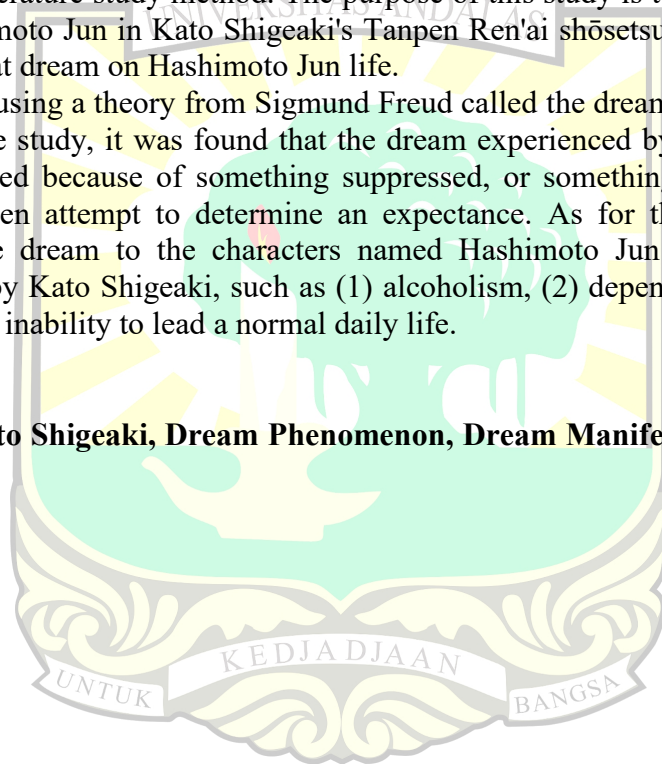 erature study method. The purpose of this study is t
moto Jun in Kato Shigeaki's Tanpen Ren'ai shōsetsu
at dream on Hashimoto Jun life.
using a theory from Sigmund Freud called the dream
e study, it was found that the dream experienced by
ed because of something suppressed, or something
en attempt to determine an expectance. As for th
e dream to the characters named Hashimoto Jun
by Kato Shigeaki, such as (1) alcoholism, (2) depen
inability to lead a normal daily life.
to Shigeaki, Dream Phenomenon, Dream Manife
UNIVERSITAS ANDALAS
UNTUK KEDJADJAAN BANGSA